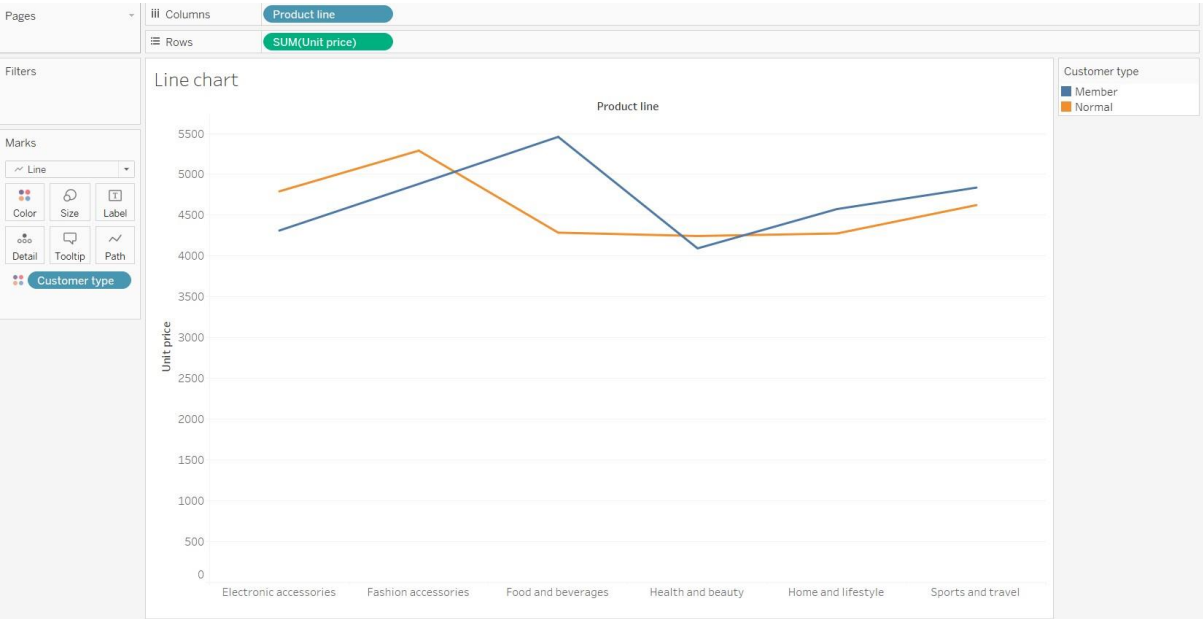 Pages
iii Columns
Product line
Rows
SUM(Unit price)
Filters
Marks
Line
Color
Size
Label
Detail
Tooltip
Path
Customer type
Line chart
Product line
5500
5000
4500
4000
3500
3000
2500
2000
1500
1000
500
0
Unit price
Electronic accessories
Fashion accessories
Food and beverages
Health and beauty
Home and lifestyle
Sports and travel
Customer type
Member
Normal